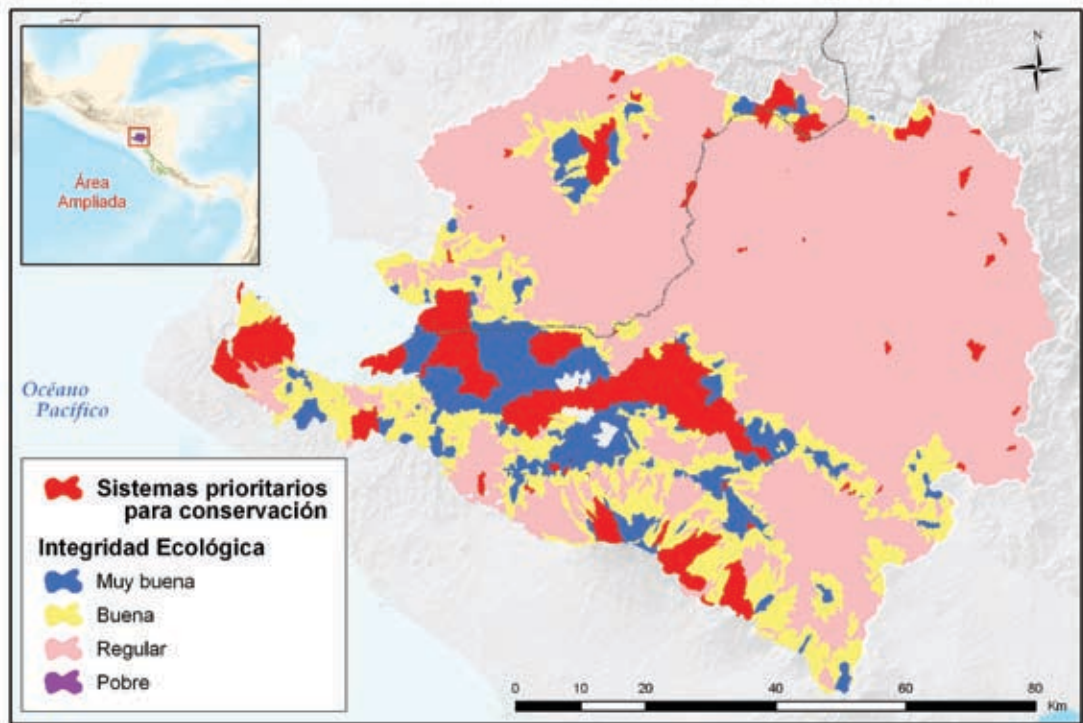 Área
Ampliada
N
Océano
Pacífico
Sistemas prioritarios
para conservación
Integridad Ecológica
Muy buena
Buena
Regular
Pobre
0 10 20 40 60 80
Km